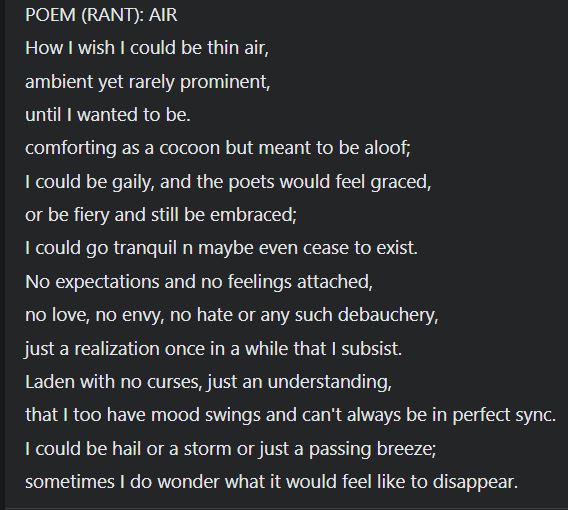 POEM (RANT): AIR
How I wish I could be thin air,
ambient yet rarely prominent,
until I wanted to be.
comforting as a cocoon but meant to be aloof;
I could be gaily, and the poets would feel graced,
or be fiery and still be embraced;
I could go tranquil n maybe even cease to exist.
No expectations and no feelings attached,
no love, no envy, no hate or any such debauchery,
just a realization once in a while that I subsist.
Laden with no curses, just an understanding,
that I too have mood swings and can't always be in perfect sync.
I could be hail or a storm or just a passing breeze;
sometimes I do wonder what it would feel like to disappear.